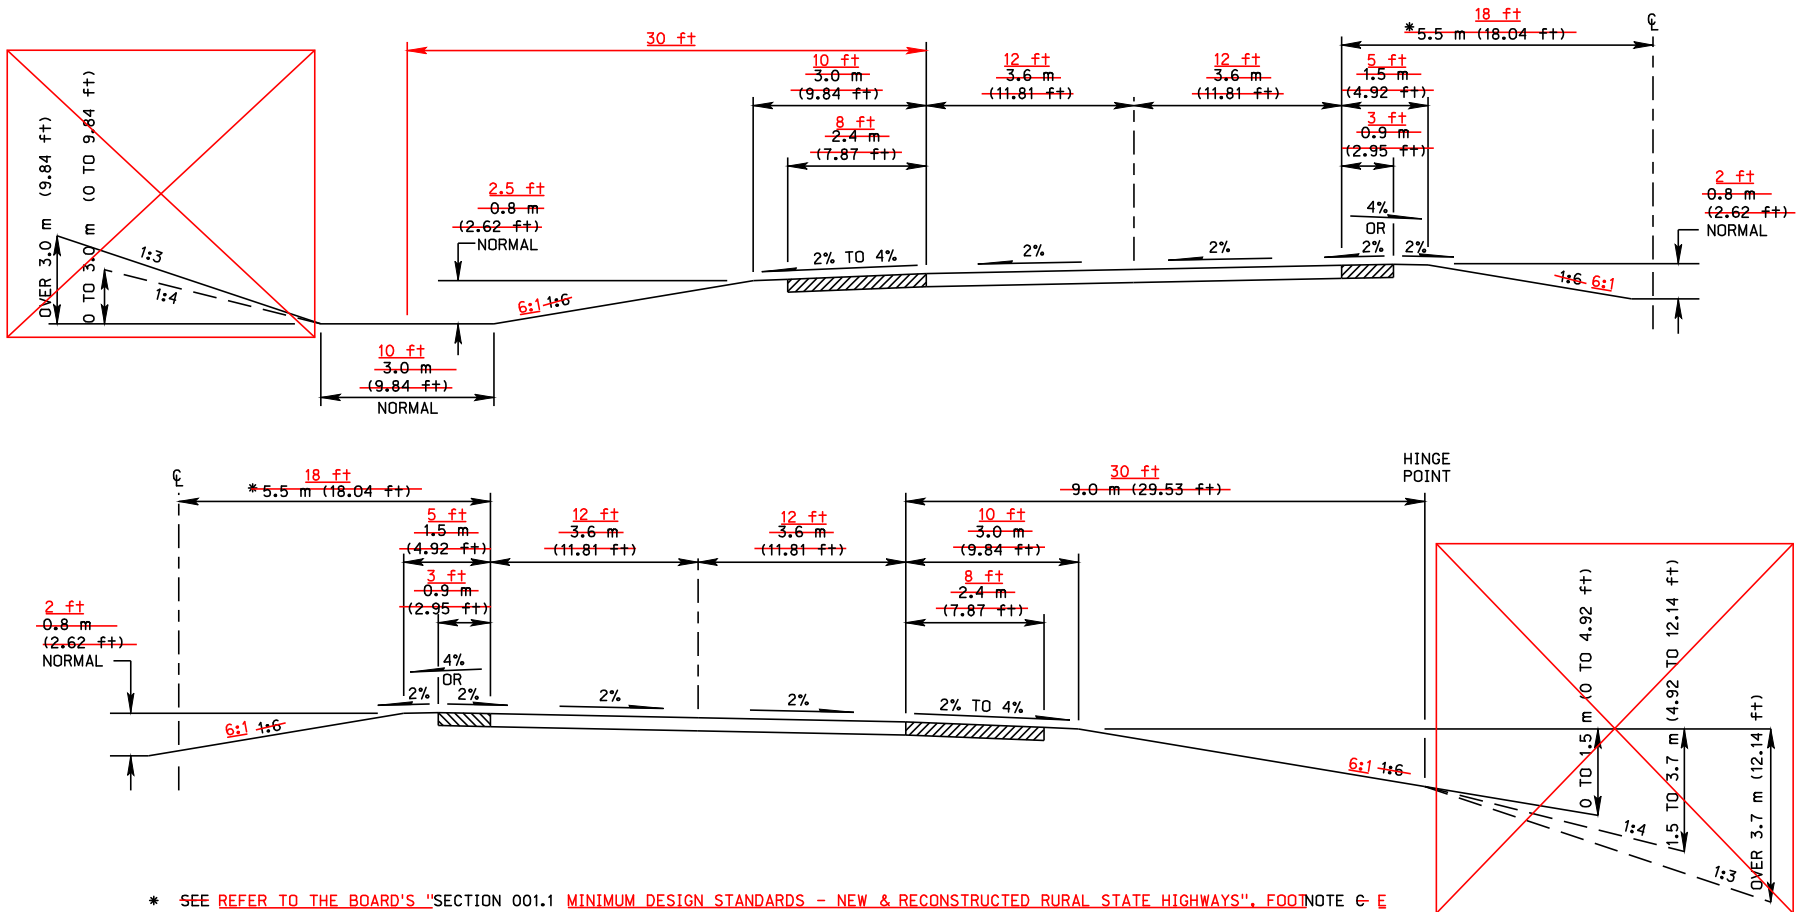 18 ft
* 5.5 m (18.04 ft)
℄
30 ft
10 ft
3.0 m
(9.84 ft)
12 ft
3.6 m
(11.81 ft)
12 ft
3.6 m
(11.81 ft)
5 ft
1.5 m
(4.92 ft)
8 ft
2.4 m
(7.87 ft)
3 ft
0.9 m
(2.95 ft)
OVER 3.0 m (9.84 ft)
0 TO 3.0 m (0 TO 9.84 ft)
1:3
1:4
2.5 ft
0.8 m
(2.62 ft)
NORMAL
2 ft
0.8 m
(2.62 ft)
NORMAL
2% TO 4%
2%
2%
4%
OR
2%
2%
6:1 1:6
1:6 6:1
10 ft
3.0 m
(9.84 ft)
NORMAL
℄
18 ft
* 5.5 m (18.04 ft)
30 ft
9.0 m (29.53 ft)
HINGE
POINT
5 ft
1.5 m
(4.92 ft)
12 ft
3.6 m
(11.81 ft)
12 ft
3.6 m
(11.81 ft)
10 ft
3.0 m
(9.84 ft)
3 ft
0.9 m
(2.95 ft)
8 ft
2.4 m
(7.87 ft)
2 ft
0.8 m
(2.62 ft)
NORMAL
4%
OR
2%
2%
2%
2%
2% TO 4%
6:1 1:6
6:1 1:6
0 TO 1.5 m (0 TO 4.92 ft)
1.5 TO 3.7 m (4.92 TO 12.14 ft)
OVER 3.7 m (12.14 ft)
1:4
1:3
* SEE REFER TO THE BOARD'S "SECTION 001.1 MINIMUM DESIGN STANDARDS - NEW & RECONSTRUCTED RURAL STATE HIGHWAYS". FOOTNOTE C E